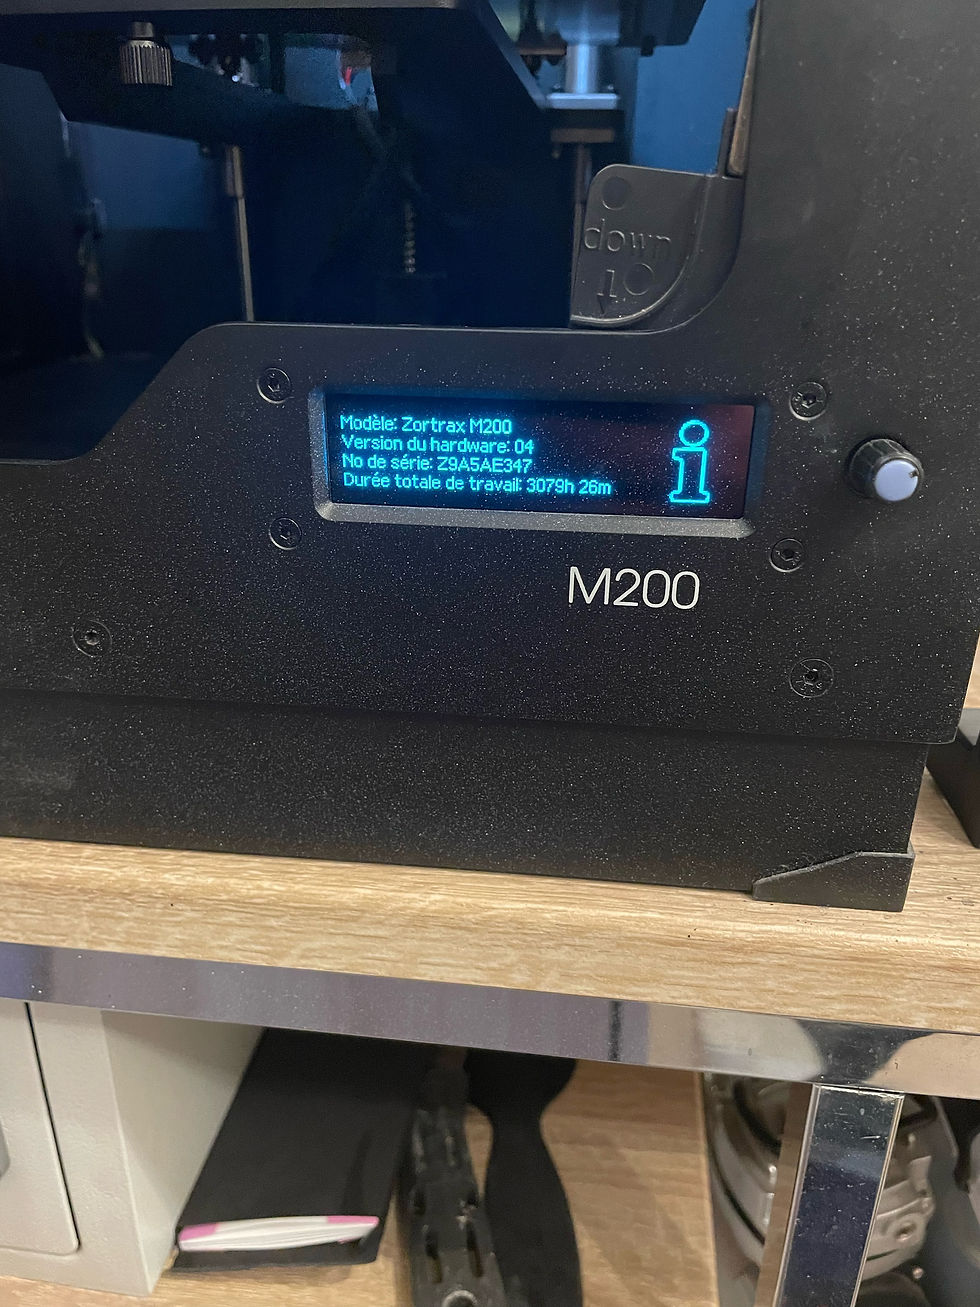 down
Modèle: Zortrax M200
Version du hardware: 04
No de série: Z9A5AE347
Durée totale de travail: 3079h 26m
M200